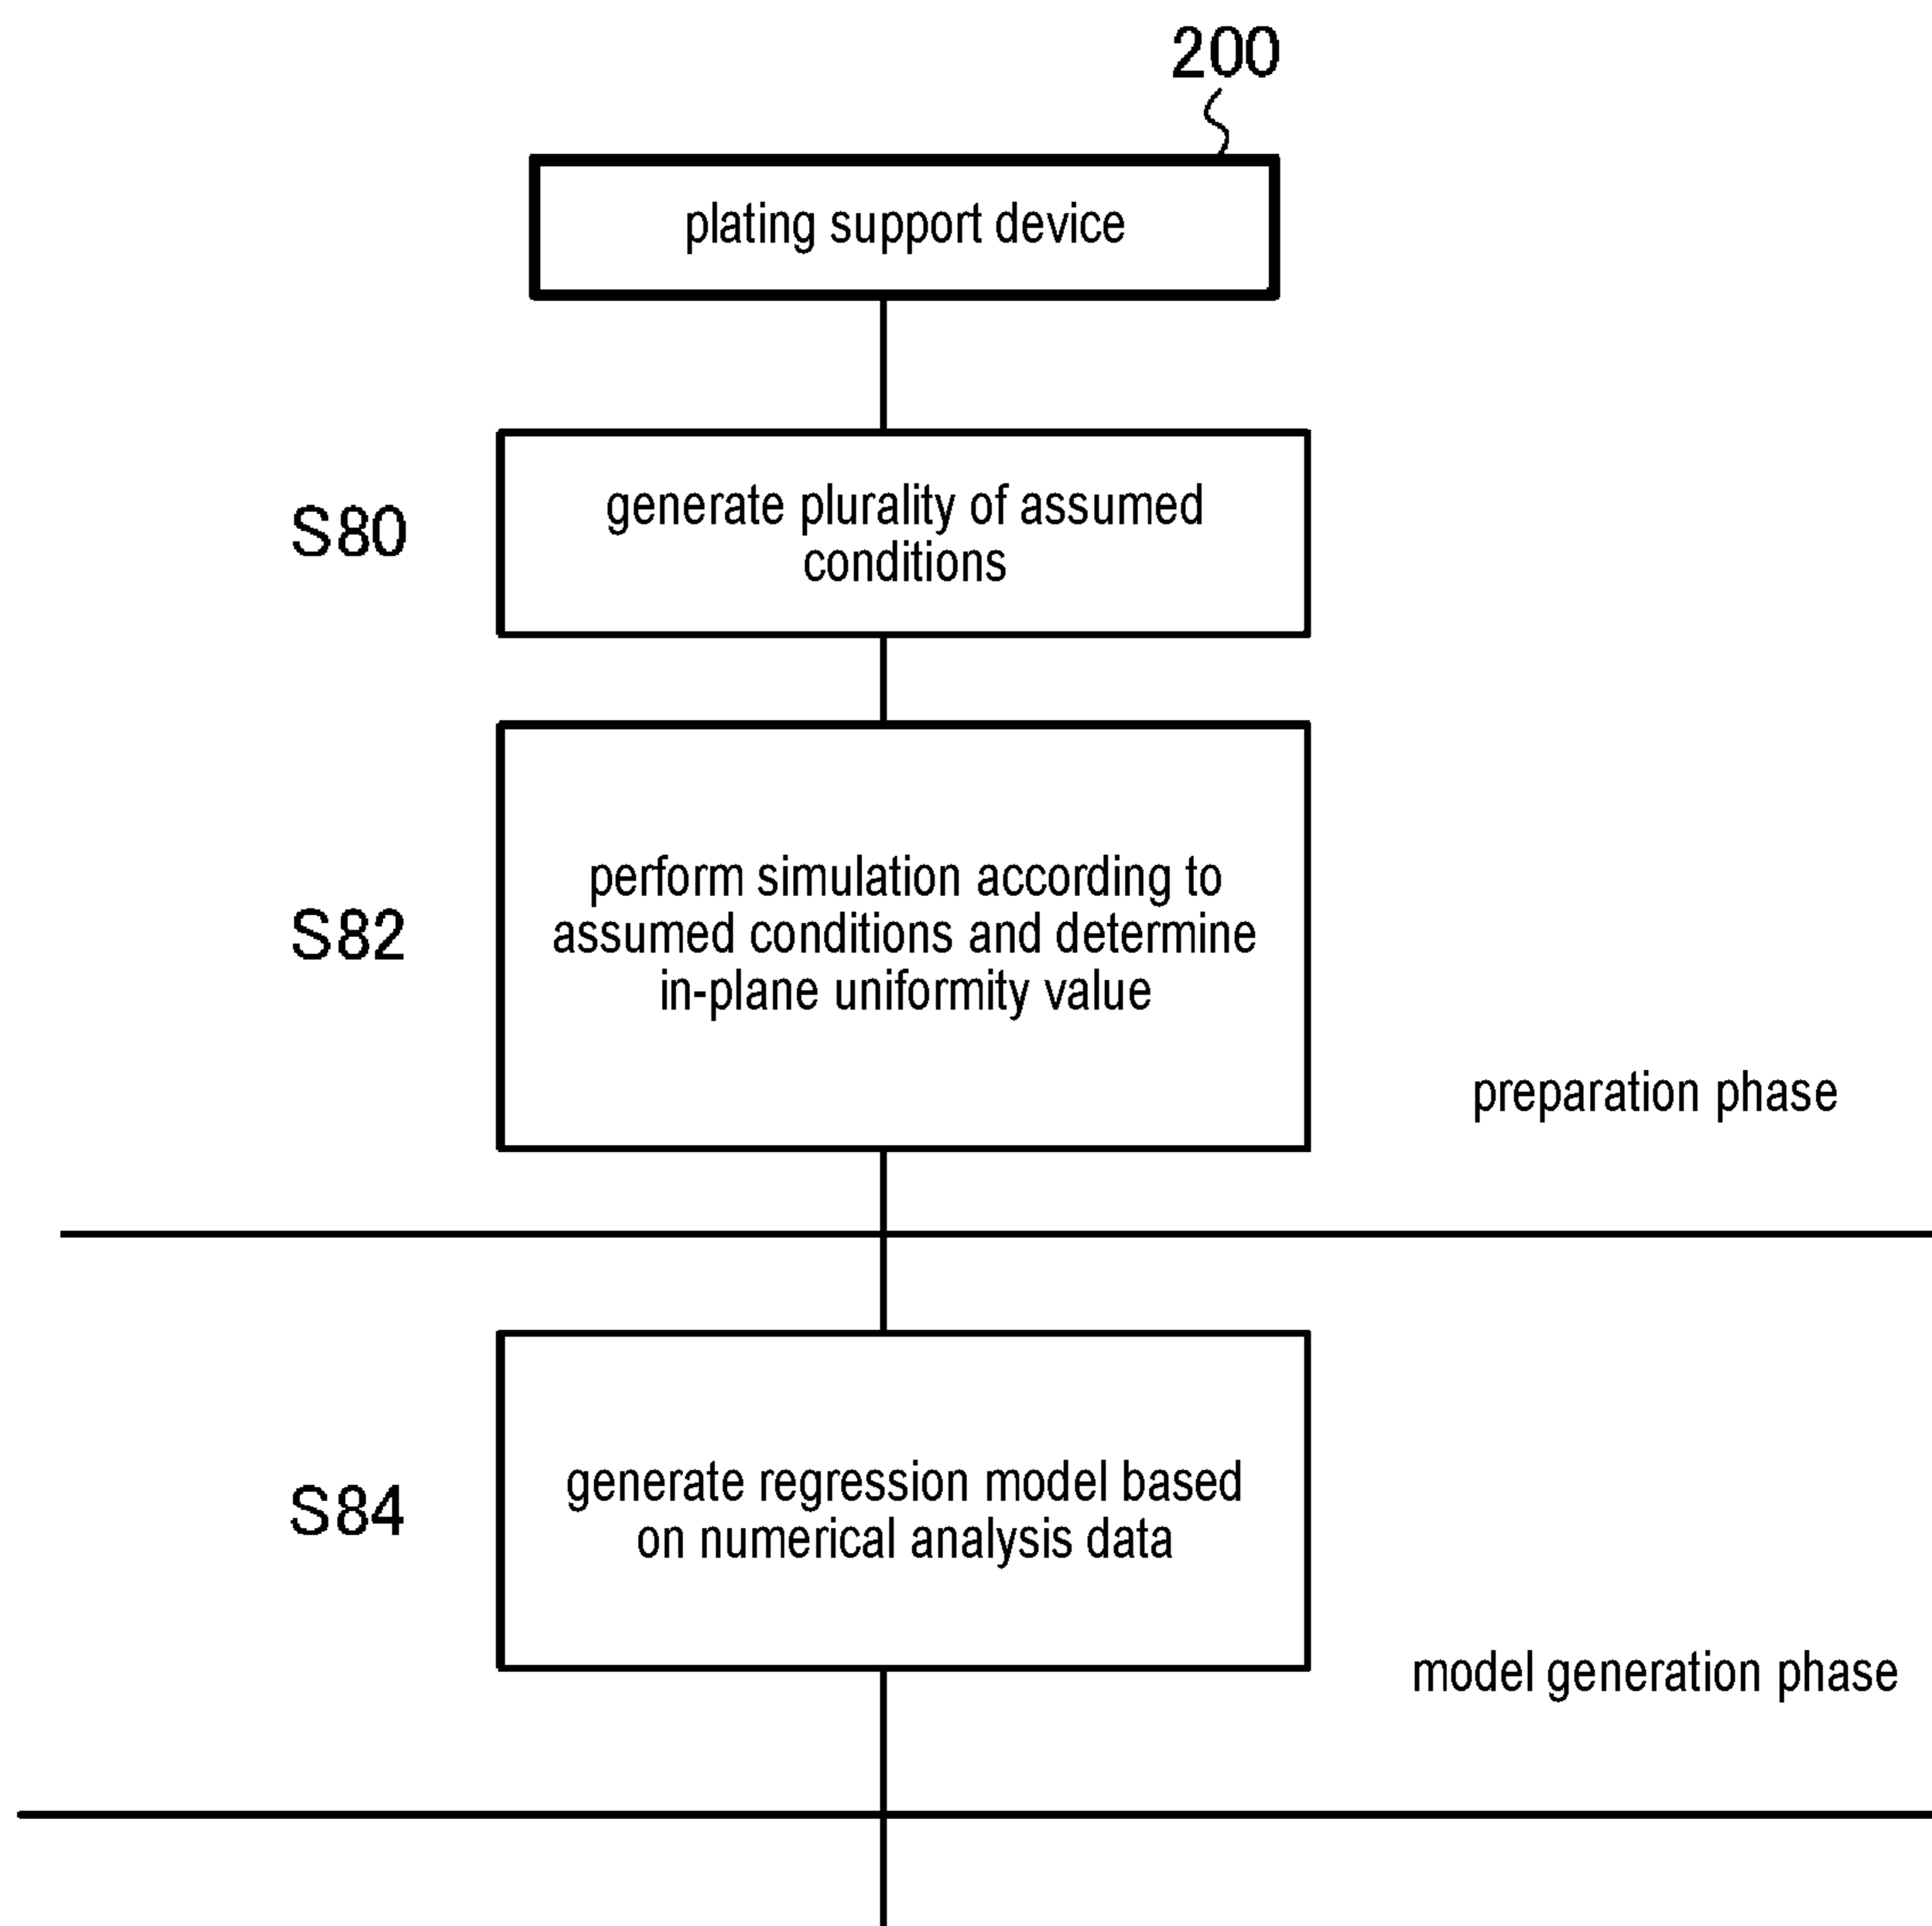 200
plating support device
S80
generate plurality of assumed
conditions
S82
perform simulation according to
assumed conditions and determine
in-plane uniformity value
preparation phase
S84
generate regression model based
on numerical analysis data
model generation phase